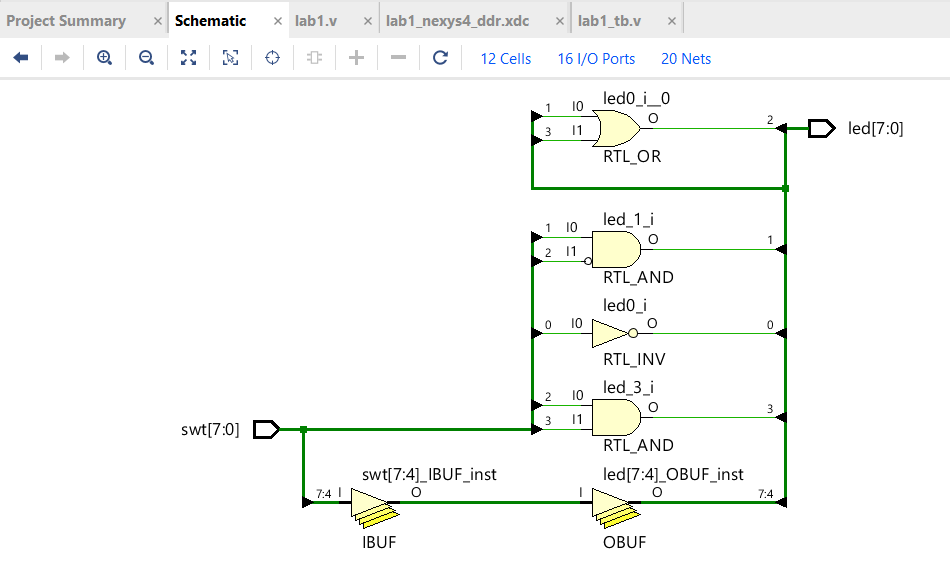 Project Summary × Schematic × lab1.v × lab1_nexys4_ddr.xdc × lab1_tb.v ×
12 Cells 16 I/O Ports 20 Nets
led0_i__0
1 I0 O 2 led[7:0]
3 I1
RTL_OR
led_1_i
1 I0 O 1
2 I1
RTL_AND
led0_i
0 I0 O 0
RTL_INV
led_3_i
2 I0 O 3
3 I1
swt[7:0]
RTL_AND
swt[7:4]_IBUF_inst led[7:4]_OBUF_inst
7:4 I O I O 7:4
IBUF OBUF